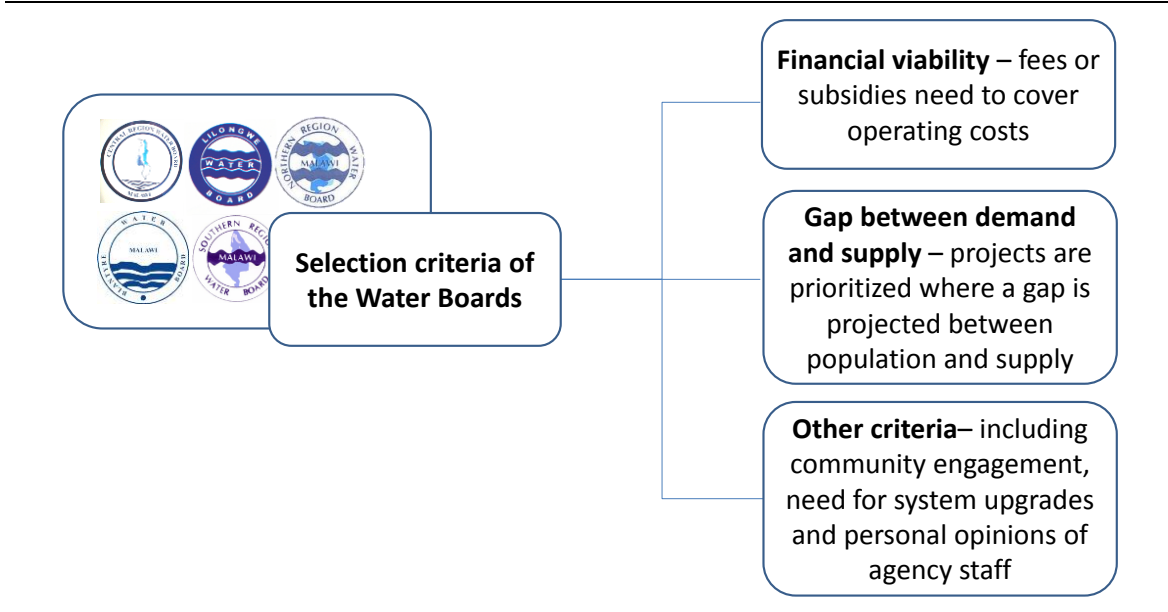 CENTRAL REGION WATER BOARD
MALAWI
LILONGWE
WATER
BOARD
NORTHERN REGION WATER
MALAWI
BOARD
WATER
MALAWI
BLANTYRE BOARD
SOUTHERN REGION
MALAWI
WATER BOARD
Selection criteria of
the Water Boards
Financial viability – fees or
subsidies need to cover
operating costs
Gap between demand
and supply – projects are
prioritized where a gap is
projected between
population and supply
Other criteria– including
community engagement,
need for system upgrades
and personal opinions of
agency staff